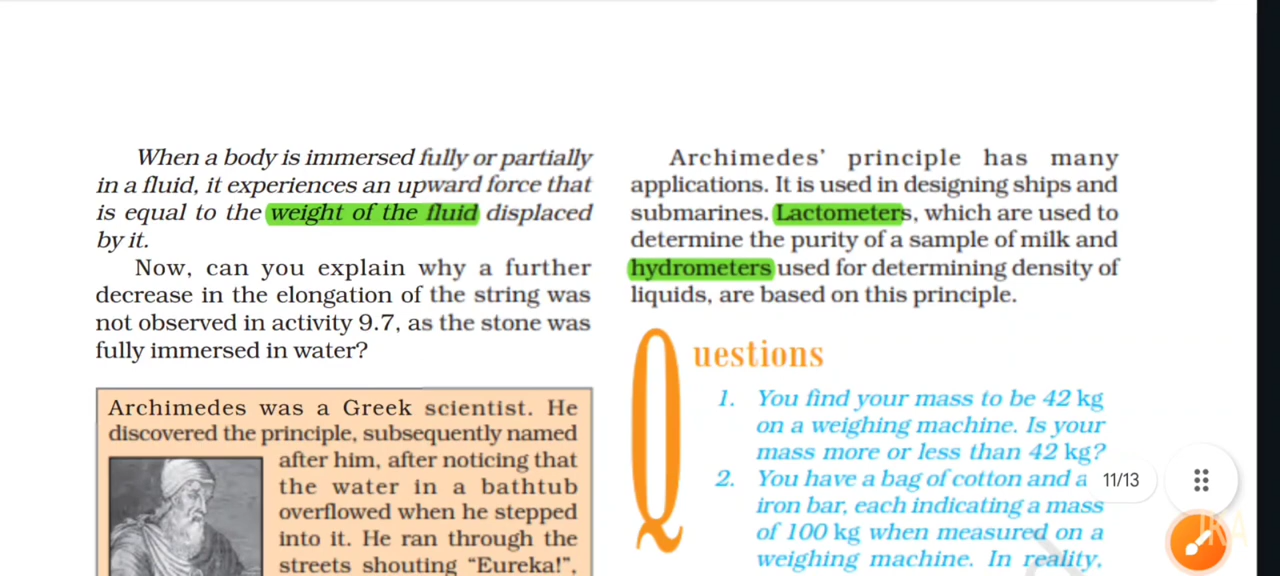 When a body is immersed fully or partially
in a fluid, it experiences an upward force that
is equal to the weight of the fluid displaced
by it.
Now, can you explain why a further
decrease in the elongation of the string was
not observed in activity 9.7, as the stone was
fully immersed in water?
Archimedes was a Greek scientist. He
discovered the principle, subsequently named
after him, after noticing that
the water in a bathtub
overflowed when he stepped
into it. He ran through the
streets shouting “Eureka!”,
Archimedes’ principle has many
applications. It is used in designing ships and
submarines. Lactometers, which are used to
determine the purity of a sample of milk and
hydrometers used for determining density of
liquids, are based on this principle.
Questions
1. You find your mass to be 42 kg
on a weighing machine. Is your
mass more or less than 42 kg?
2. You have a bag of cotton and a
iron bar, each indicating a mass
of 100 kg when measured on a
weighing machine. In reality,
11/13